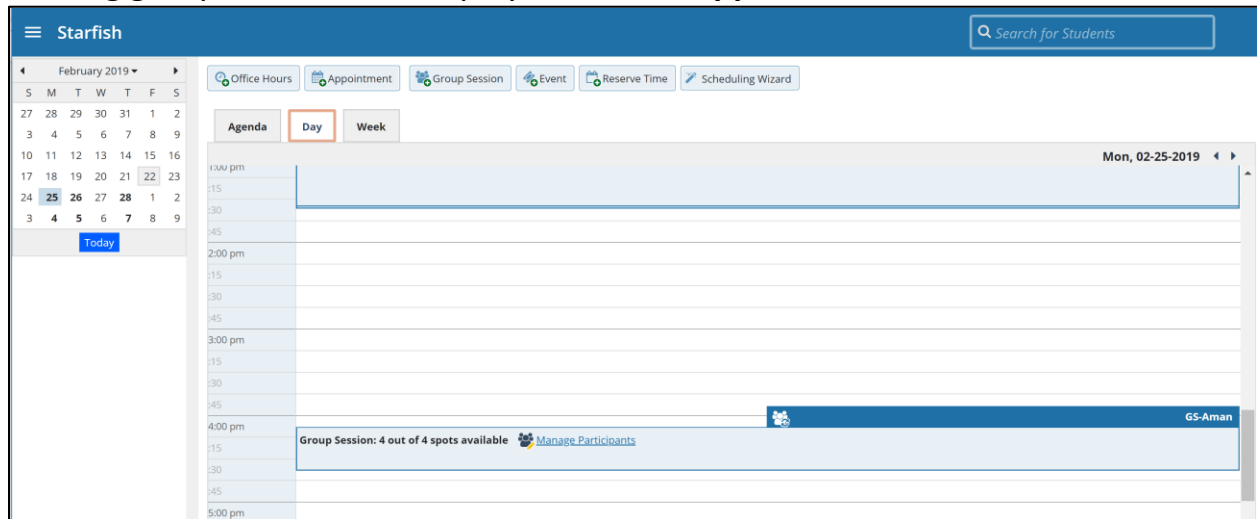 Starfish
Search for Students
February 2019
S M T W T F S
27 28 29 30 31 1 2
3 4 5 6 7 8 9
10 11 12 13 14 15 16
17 18 19 20 21 22 23
24 25 26 27 28 1 2
3 4 5 6 7 8 9
Today
Office Hours Appointment Group Session Event Reserve Time Scheduling Wizard
Agenda Day Week
Mon, 02-25-2019
1:00 pm
:15
:30
:45
2:00 pm
:15
:30
:45
3:00 pm
:15
:30
:45
GS-Aman
4:00 pm
Group Session: 4 out of 4 spots available Manage Participants
:15
:30
:45
5:00 pm